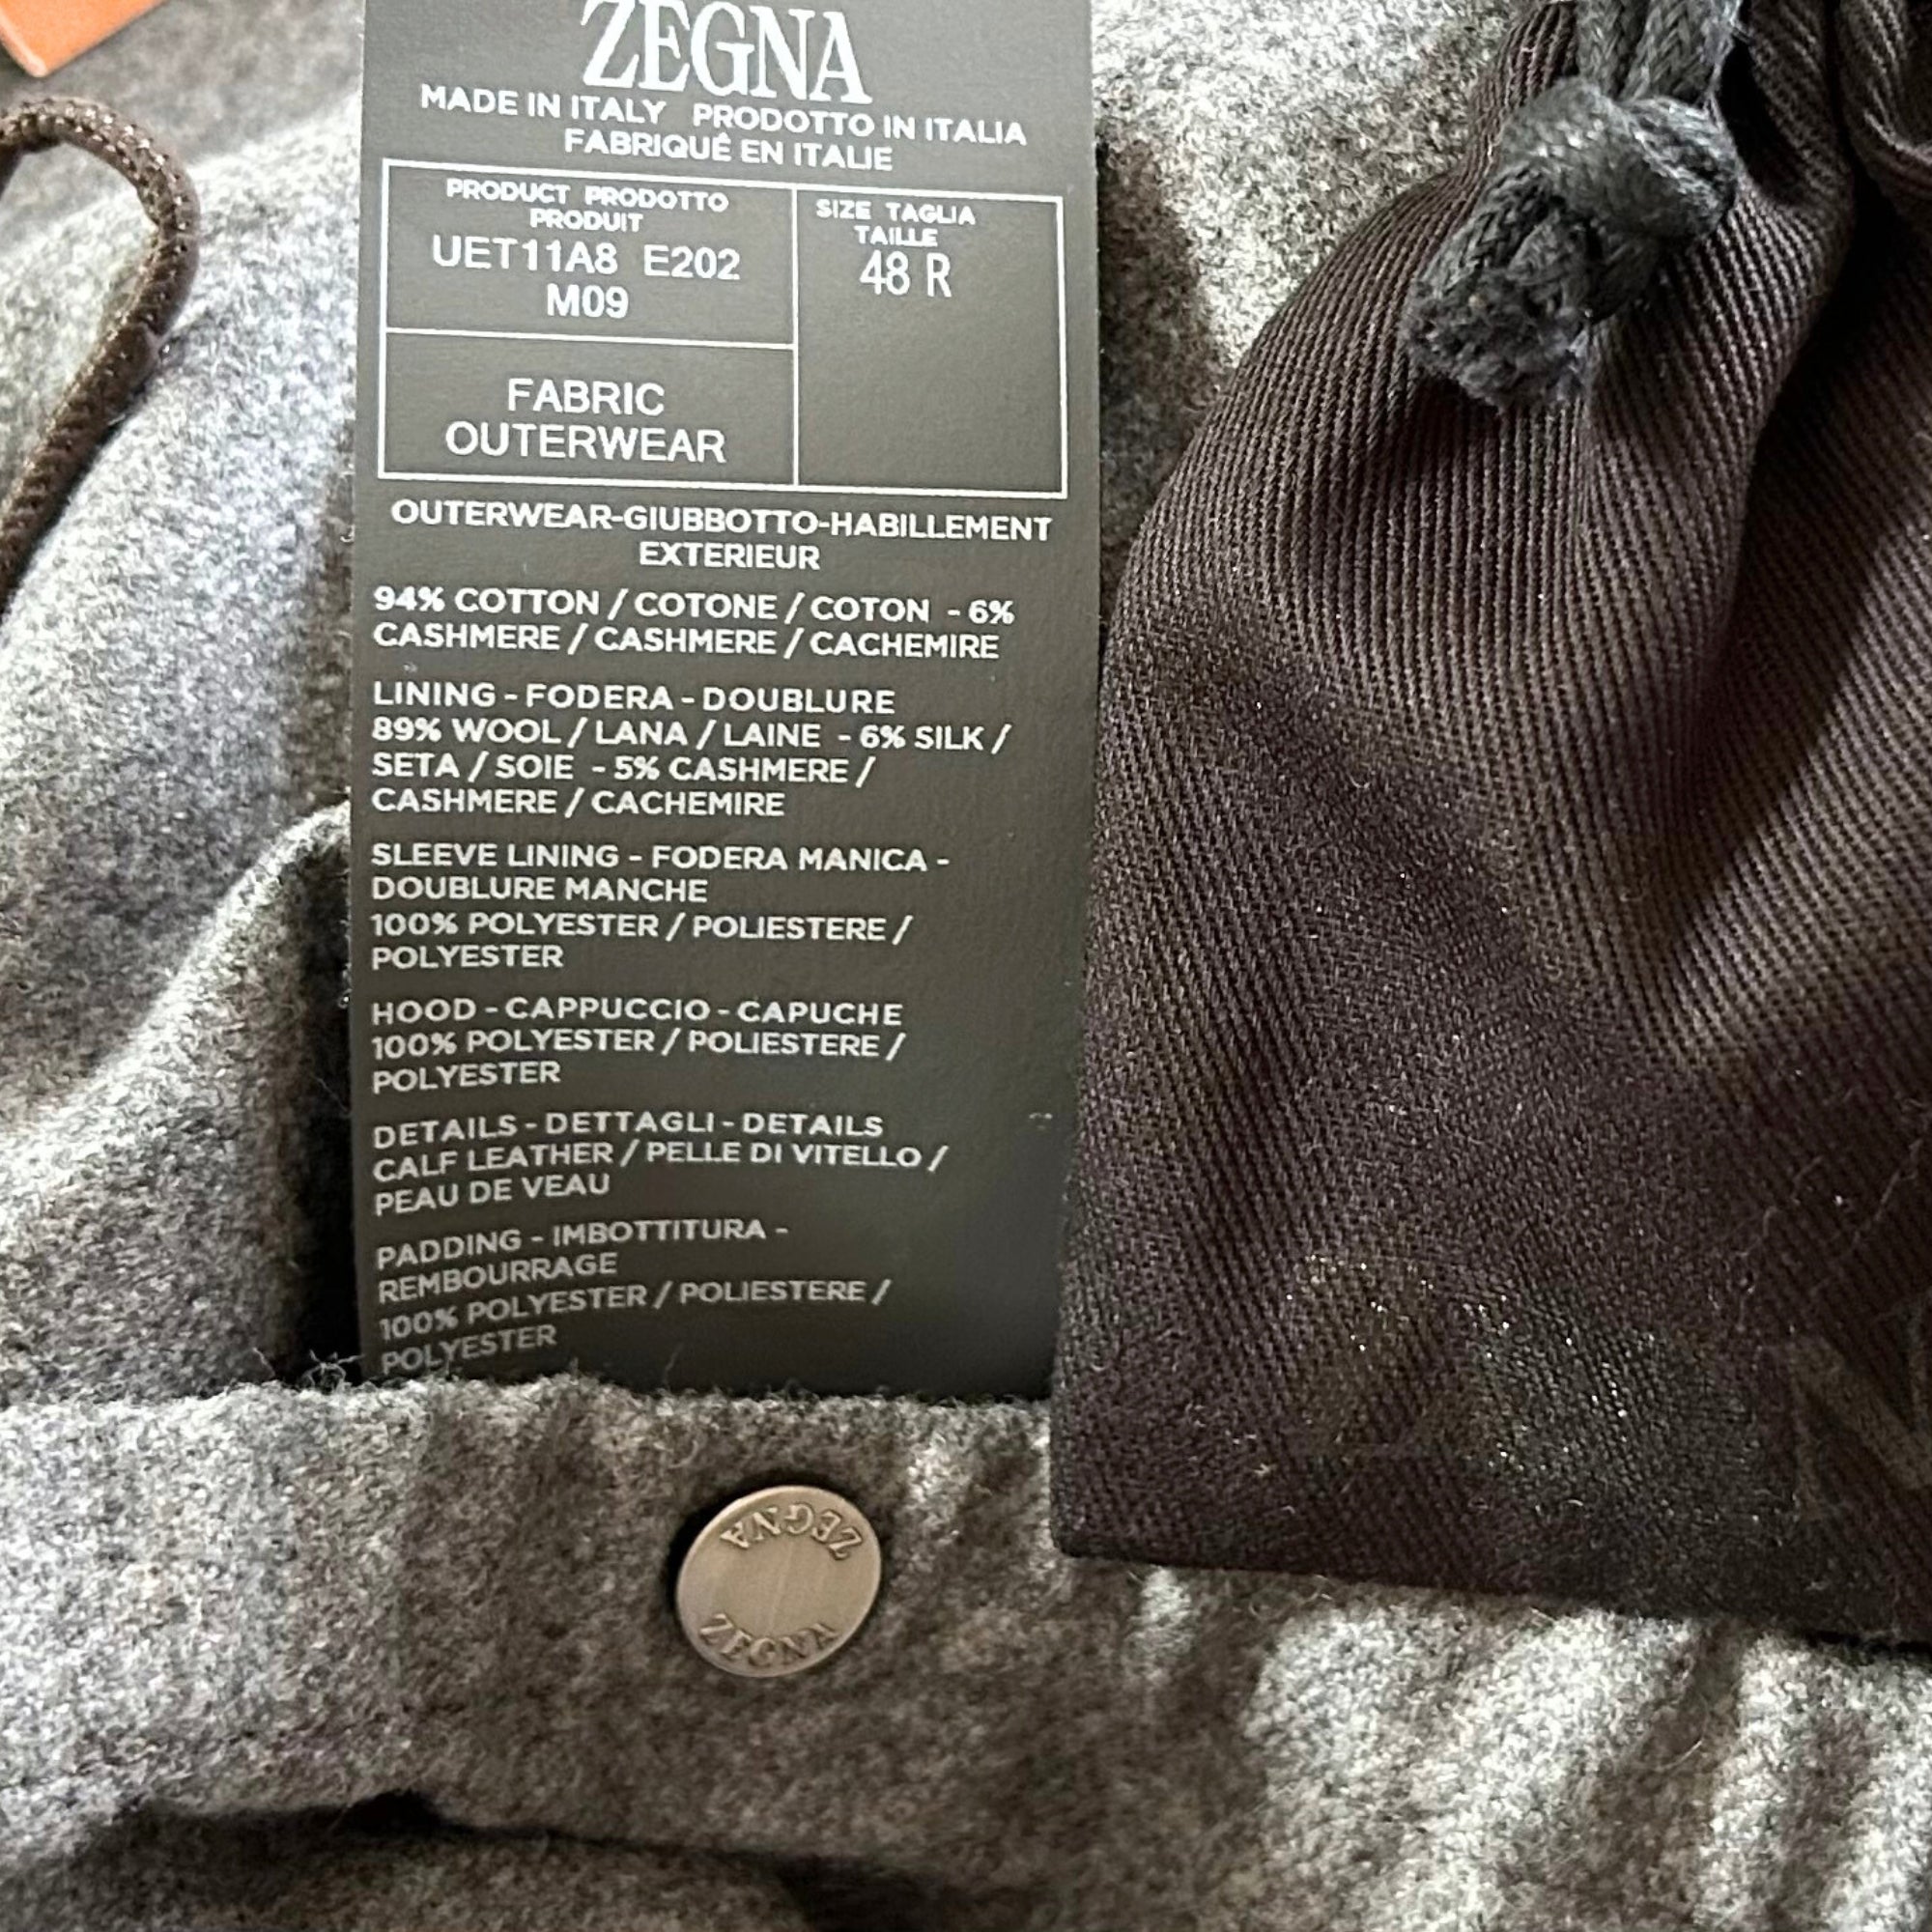 ZEGNA
MADE IN ITALY PRODOTTO IN ITALIA
FABRIQUÉ EN ITALIE
PRODUCT PRODOTTO
PRODUIT
UET11A8 E202
M09
SIZE TAGLIA
TAILLE
48 R
FABRIC
OUTERWEAR
OUTERWEAR-GIUBBOTTO-HABILLEMENT
EXTERIEUR
94% COTTON / COTONE / COTON - 6%
CASHMERE / CASHMERE / CACHEMIRE
LINING - FODERA - DOUBLURE
89% WOOL / LANA / LAINE - 6% SILK /
SETA / SOIE - 5% CASHMERE /
CASHMERE / CACHEMIRE
SLEEVE LINING - FODERA MANICA -
DOUBLURE MANCHE
100% POLYESTER / POLIESTERE /
POLYESTER
HOOD - CAPPUCCIO - CAPUCHE
100% POLYESTER / POLIESTERE /
POLYESTER
DETAILS - DETTAGLI - DETAILS
CALF LEATHER / PELLE DI VITELLO /
PEAU DE VEAU
PADDING - IMBOTTITURA -
REMBOURRAGE
100% POLYESTER / POLIESTERE /
POLYESTER
ZEGNA
ZEGNA